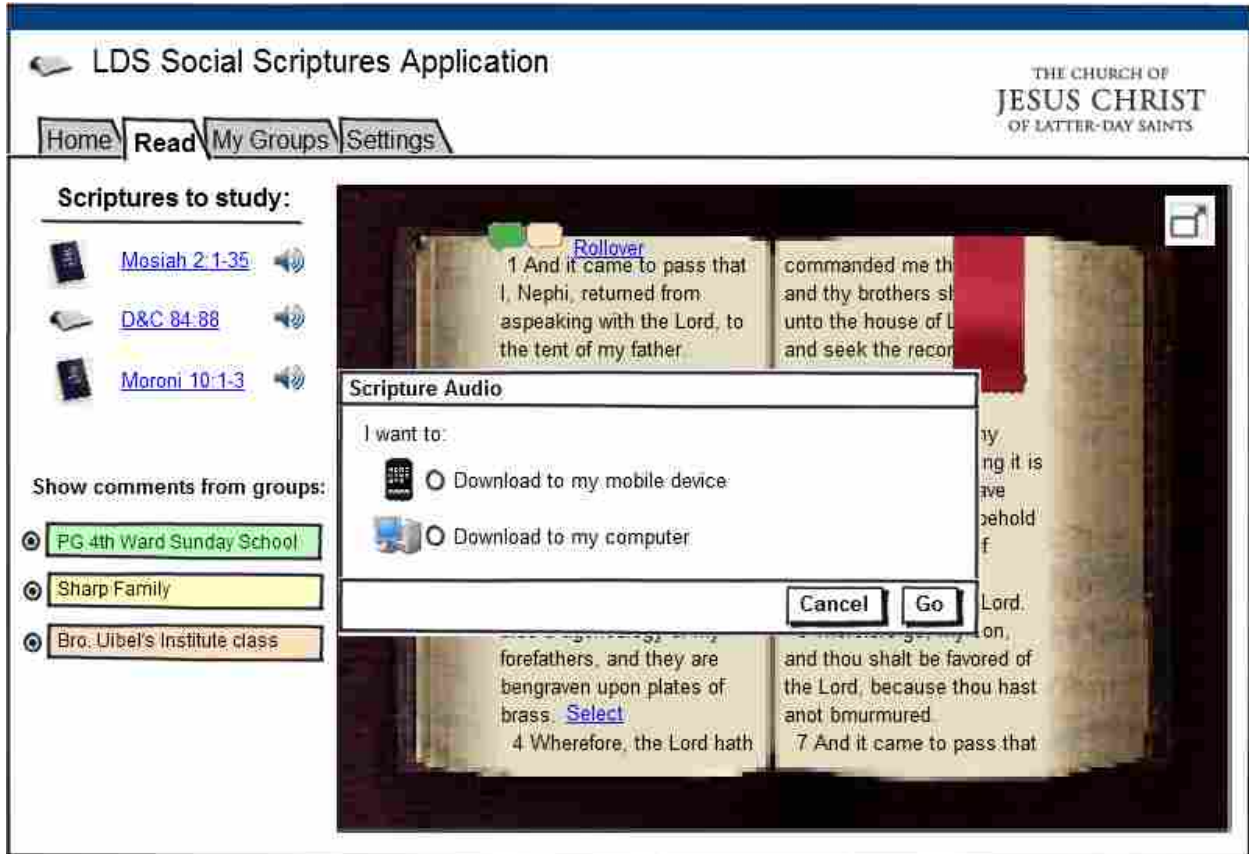 LDS Social Scriptures Application
THE CHURCH OF
JESUS CHRIST
OF LATTER-DAY SAINTS
Home Read My Groups Settings
Scriptures to study:
Mosiah 2:1-35
D&C 84:88
Moroni 10:1-3
Show comments from groups:
PG 4th Ward Sunday School
Sharp Family
Bro. Uibel's Institute class
Rollover
1 And it came to pass that
I, Nephi, returned from
aspeaking with the Lord, to
the tent of my father.
Scripture Audio
I want to:
Download to my mobile device
Download to my computer
Cancel Go
forefathers, and they are
bengraven upon plates of
brass. Select
4 Wherefore, the Lord hath
commanded me th
and thy brothers sh
unto the house of L
and seek the recor
ny
ng it is
ave
behold
f
Lord.
and thou shalt be favored of
the Lord, because thou hast
anot bmurmured.
7 And it came to pass that